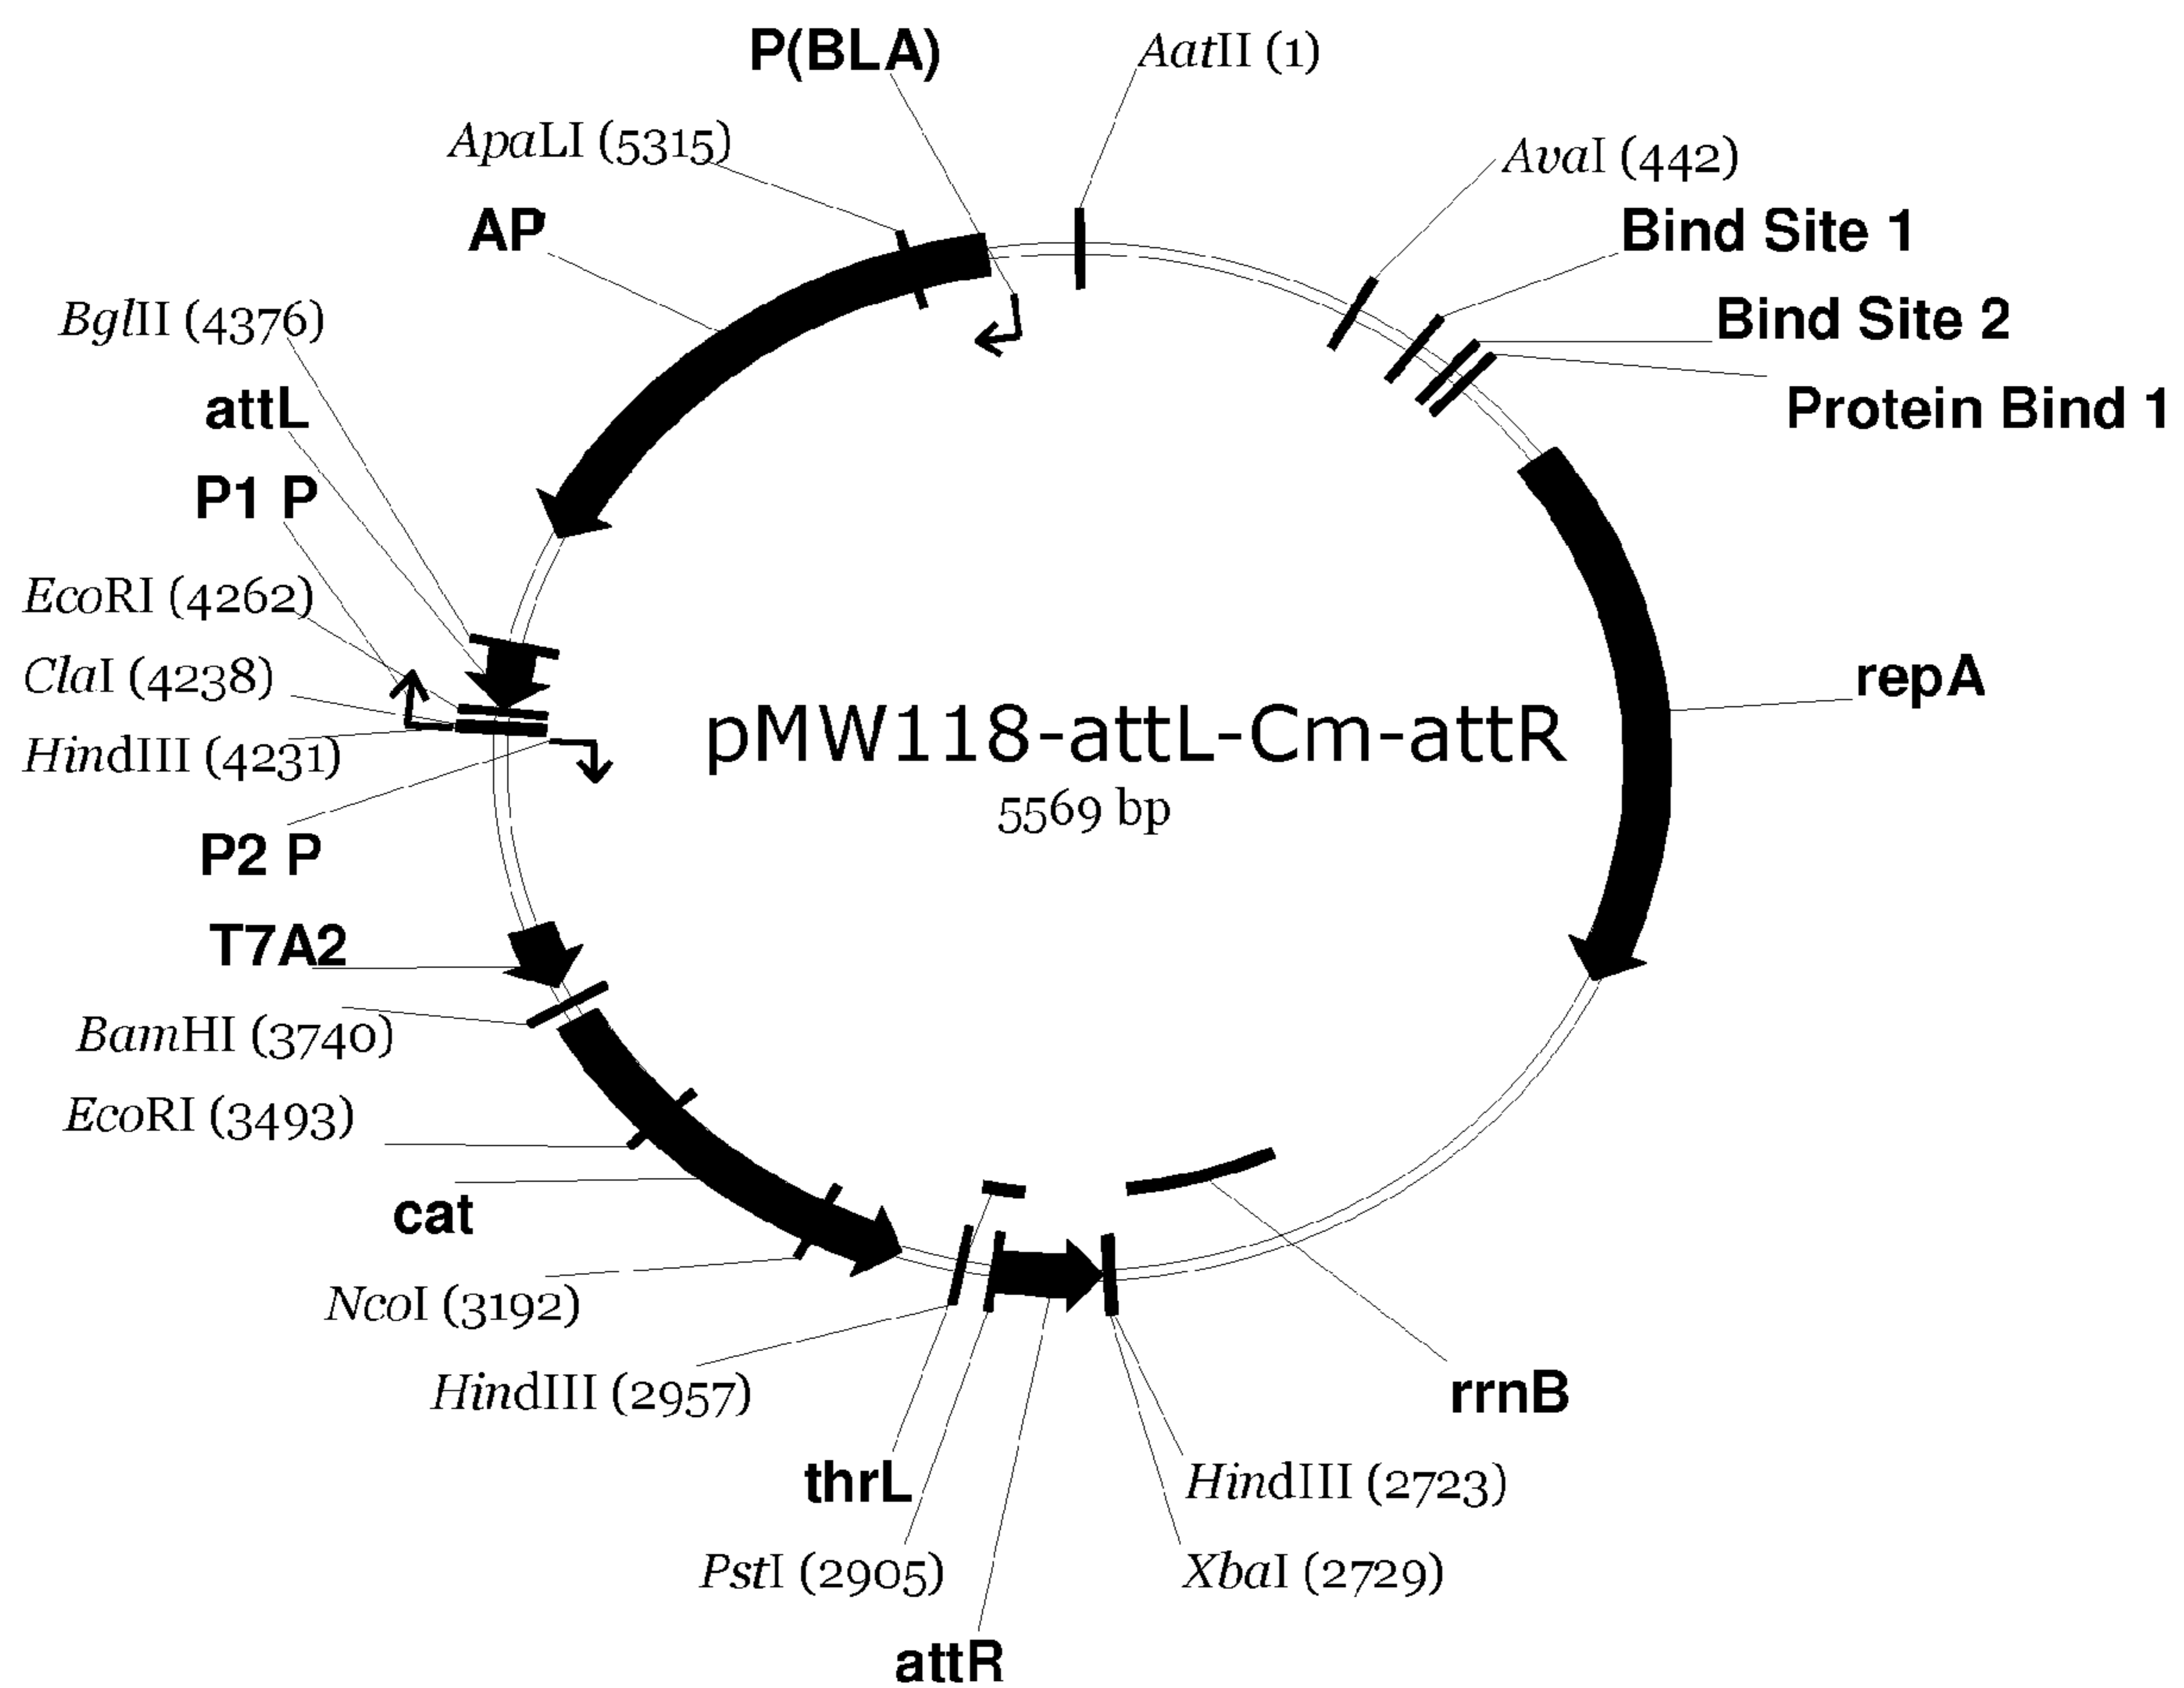 P(BLA)
AatII (1)
ApaLI (5315)
AvaI (442)
AP
Bind Site 1
BglII (4376)
Bind Site 2
attL
Protein Bind 1
P1 P
EcoRI (4262)
ClaI (4238)
repA
HindIII (4231)
pMW118-attL-Cm-attR
5569 bp
P2 P
T7A2
BamHI (3740)
EcoRI (3493)
cat
NcoI (3192)
HindIII (2957)
rrnB
thrL
HindIII (2723)
PstI (2905)
XbaI (2729)
attR